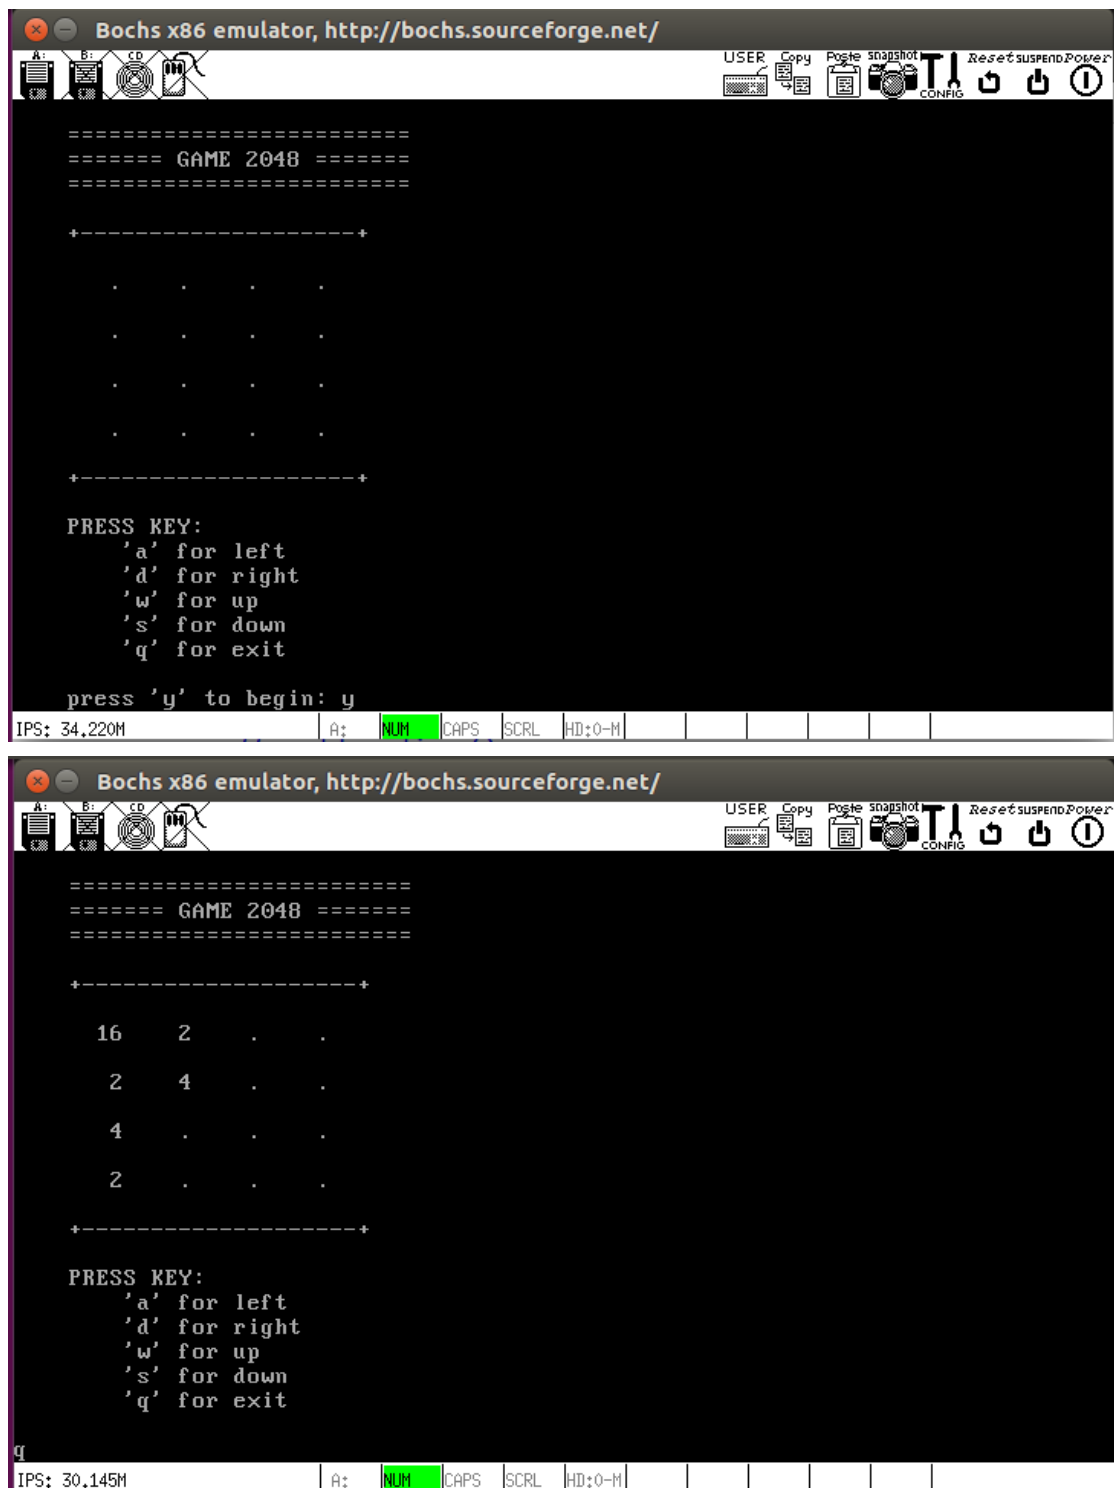 Bochs x86 emulator, http://bochs.sourceforge.net/
A: B: CD USER Copy Paste snapshot CONFIG Reset SUSPEND Power
=========================
======= GAME 2048 =======
=========================
+--------------------+
. . . .
. . . .
. . . .
. . . .
+--------------------+
PRESS KEY:
'a' for left
'd' for right
'w' for up
's' for down
'q' for exit
press 'y' to begin: y
IPS: 34.220M A: NUM CAPS SCRL HD:0-M
Bochs x86 emulator, http://bochs.sourceforge.net/
A: B: CD USER Copy Paste snapshot CONFIG Reset SUSPEND Power
=========================
======= GAME 2048 =======
=========================
+--------------------+
16 2 . .
2 4 . .
4 . . .
2 . . .
+--------------------+
PRESS KEY:
'a' for left
'd' for right
'w' for up
's' for down
'q' for exit
q
IPS: 30.145M A: NUM CAPS SCRL HD:0-M